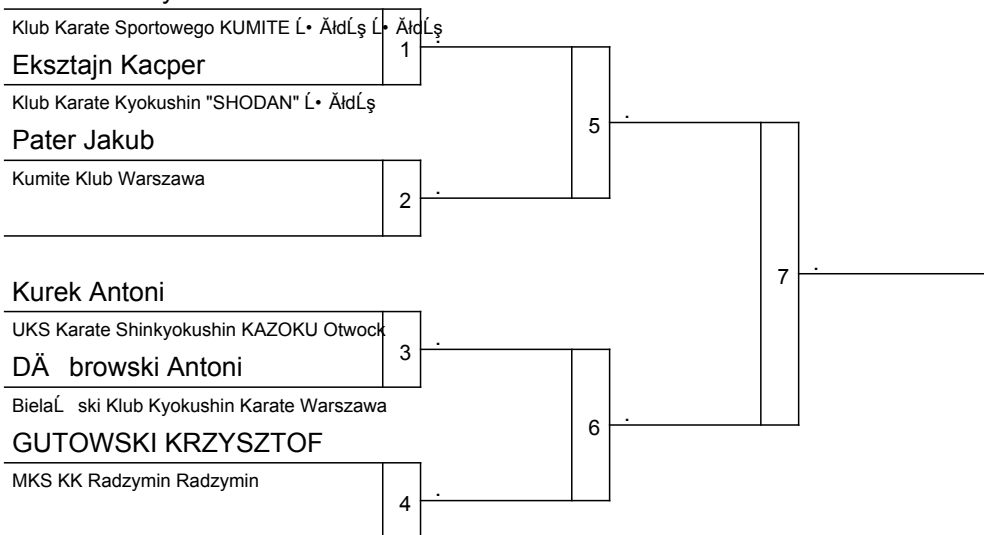 Klub Karate Sportowego KUMITE Ĺ• ĂłdĹş Ĺ• ĂłdĹş
1
Eksztajn Kacper
Klub Karate Kyokushin "SHODAN" Ĺ• ĂłdĹş
5
Pater Jakub
Kumite Klub Warszawa
2
7
Kurek Antoni
UKS Karate Shinkyokushin KAZOKU Otwock
3
DÄ browski Antoni
BielaĹ ski Klub Kyokushin Karate Warszawa
6
GUTOWSKI KRZYSZTOF
MKS KK Radzymin Radzymin
4